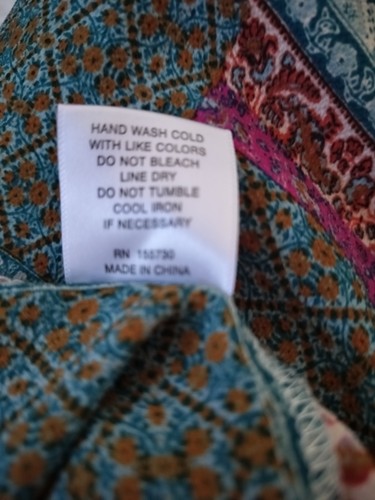 HAND WASH COLD
WITH LIKE COLORS
DO NOT BLEACH
LINE DRY
DO NOT TUMBLE
COOL IRON
IF NECESSARY
RN 155730
MADE IN CHINA